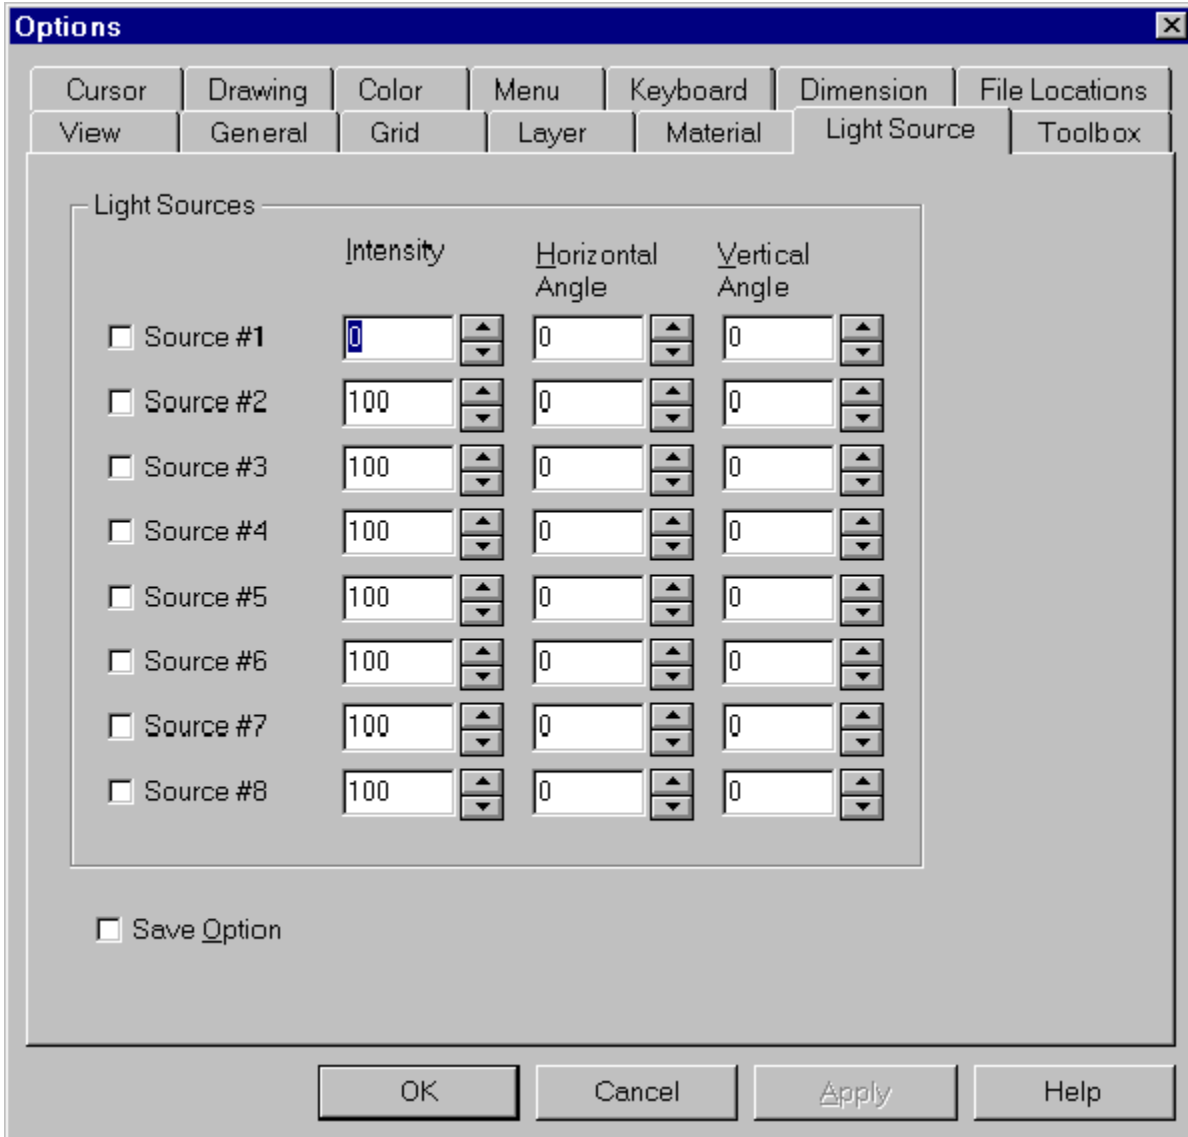 Options
Cursor Drawing Color Menu Keyboard Dimension File Locations
View General Grid Layer Material Light Source Toolbox
Light Sources
Intensity Horizontal Angle Vertical Angle
Source #1 0 0 0
Source #2 100 0 0
Source #3 100 0 0
Source #4 100 0 0
Source #5 100 0 0
Source #6 100 0 0
Source #7 100 0 0
Source #8 100 0 0
Save Option
OK Cancel Apply Help